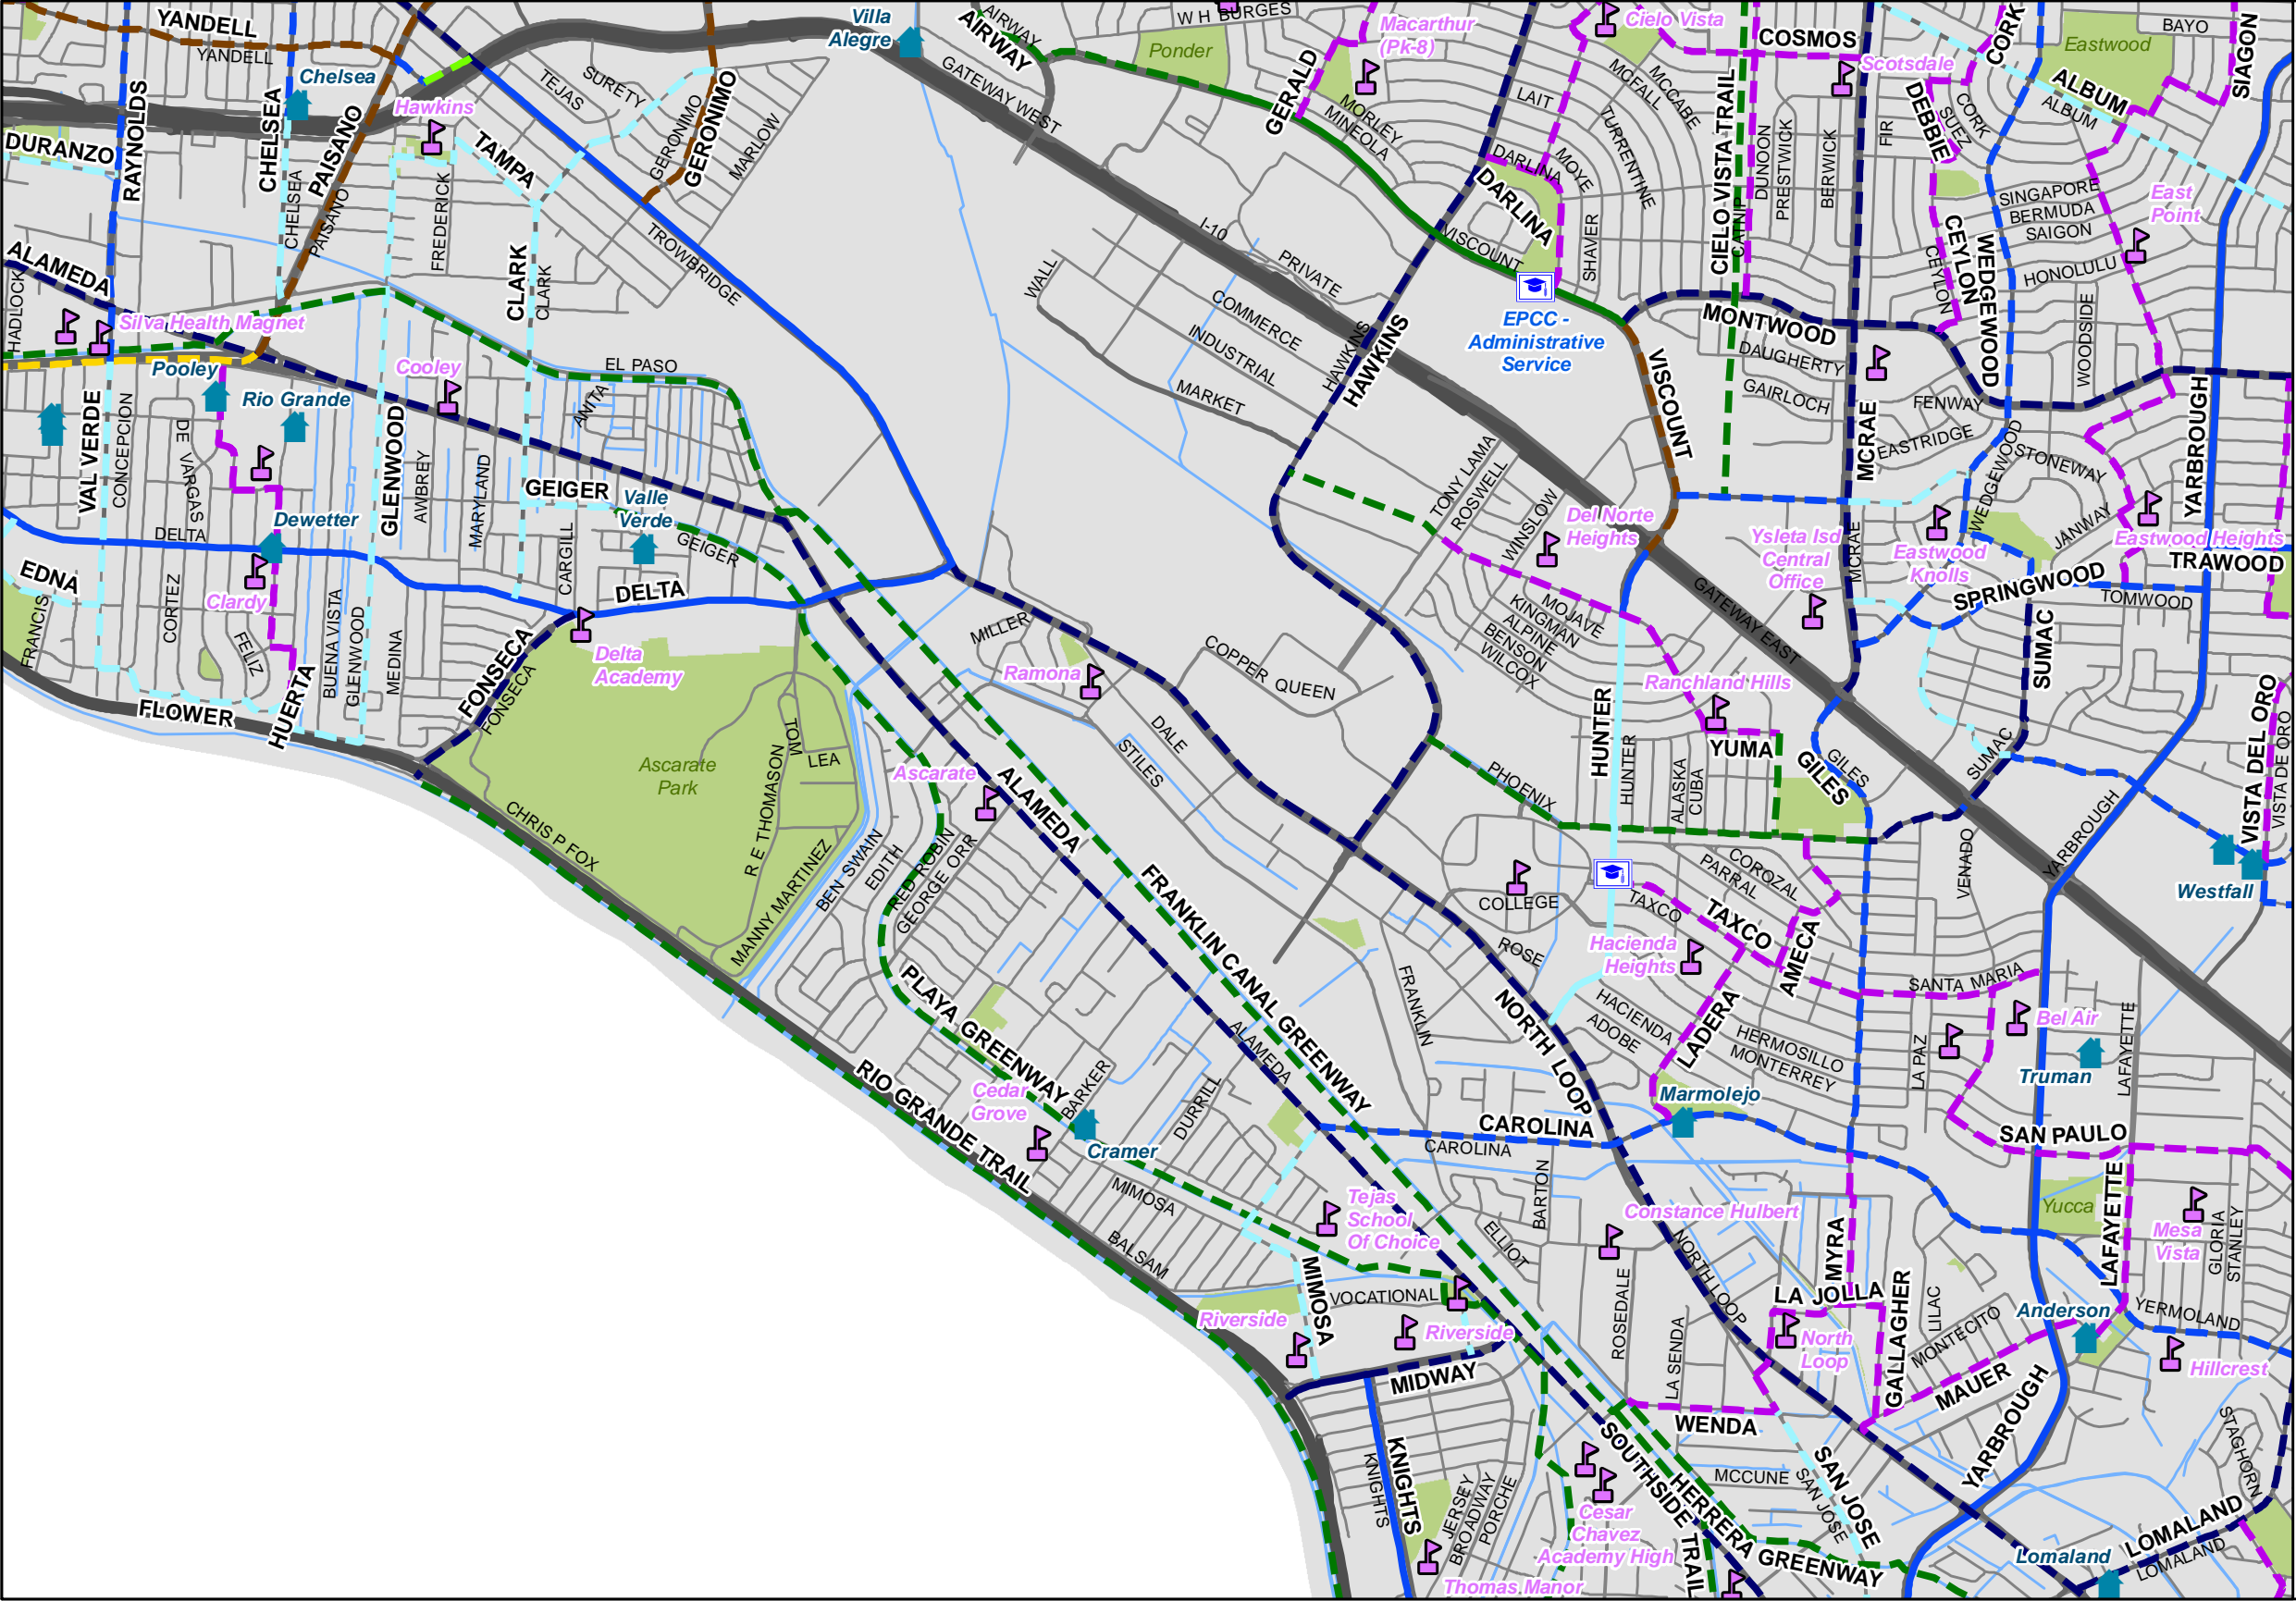 YANDELL
YANDELL
Chelsea
Hawkins
DURANZO
RAYNOLDS
CHELSEA
CHELSEA
PAISANO
PAISANO
TEJAS
SURETY
TAMPA
GERONIMO
GERONIMO
MARLOW
Villa
Alegre
AIRWAY
AIRWAY
GATEWAY WEST
W H BURGES
Ponder
GERALD
Macarthur
(Pk-8)
MORLEY
MINEOLA
Cielo Vista
LAIT
MCFALL
MCCABE
TURRENTINE
DARLINA
MOYE
DARLINA
SHAVER
COSMOS
CIELO VISTA TRAIL
DUNOON
CATNIP
PRESTWICK
BERWICK
Scotsdale
FIR
DEBBIE
CORK
CORK
SUEZ
Eastwood
BAYO
SIAGON
ALBUM
ALBUM
SINGAPORE
BERMUDA
SAIGON
HONOLULU
East
Point
CEYLON
CEYLON
WEDGEWOOD
WOODSIDE
ALAMEDA
HADLOCK
FREDERICK
CLARK
CLARK
TROWBRIDGE
Silva Health Magnet
Pooley
Rio Grande
Cooley
EL PASO
ANITA
WALL
I-10
PRIVATE
COMMERCE
INDUSTRIAL
MARKET
HAWKINS
HAWKINS
VISCOUNT
EPCC -
Administrative
Service
MONTWOOD
DAUGHERTY
GAIRLOCH
VISCOUNT
MCRAE
MCRAE
FENWAY
EASTRIDGE
WEDGEWOOD
STONEWAY
JANWAY
YARBROUGH
VAL VERDE
CONCEPCION
DE VARGAS
GLENWOOD
AWBREY
MARYLAND
GEIGER
GEIGER
Valle
Verde
CARGILL
DELTA
Dewetter
DELTA
EDNA
FRANCIS
CORTEZ
Clardy
FELIZ
BUENA VISTA
GLENWOOD
MEDINA
HUERTA
FLOWER
FONSECA
FONSECA
Delta
Academy
TONY LAMA
ROSWELL
WINSLOW
Del Norte
Heights
Ysleta Isd
Central
Office
Eastwood
Knolls
Eastwood Heights
TRAWOOD
SPRINGWOOD
TOMWOOD
SUMAC
SUMAC
GATEWAY EAST
MOJAVE
KINGMAN
ALPINE
BENSON
WILCOX
Ranchland Hills
HUNTER
HUNTER
ALASKA
CUBA
YUMA
GILES
GILES
VISTA DEL ORO
VISTA DE ORO
YARBROUGH
Westfall
MILLER
Ramona
COPPER QUEEN
DALE
STILES
PHOENIX
Ascarate
Park
TOM
LEA
R E THOMASON
MANNY MARTINEZ
CHRIS P FOX
BEN SWAIN
EDITH
RED ROBIN
GEORGE ORR
Ascarate
ALAMEDA
FRANKLIN CANAL GREENWAY
COLLEGE
ROSE
FRANKLIN
TAXCO
TAXCO
PARRAL
COROZAL
VENADO
AMECA
SANTA MARIA
Hacienda
Heights
HACIENDA
ADOBE
LADERA
HERMOSILLO
MONTERREY
LA PAZ
Bel Air
Truman
LAFAYETTE
NORTH LOOP
PLAYA GREENWAY
Cedar
Grove
BARKER
DURRILL
Cramer
ALAMEDA
RIO GRANDE TRAIL
CAROLINA
CAROLINA
Marmolejo
SAN PAULO
Yucca
LAFAYETTE
Mesa
Vista
GLORIA
STANLEY
MIMOSA
BALSAM
Tejas
School
Of Choice
BARTON
ELLIOT
Constance Hulbert
NORTH LOOP
MYRA
LA JOLLA
North
Loop
GALLAGHER
LILAC
MONTECITO
MAUER
Anderson
YERMOLAND
Hillcrest
Riverside
MIMOSA
VOCATIONAL
Riverside
MIDWAY
ROSEDALE
LA SENDA
WENDA
YARBROUGH
STAGHORN
KNIGHTS
KNIGHTS
JERSEY
BROADWAY
PORCHE
Cesar
Chavez
Academy High
Thomas Manor
SOUTHSIDE TRAIL
HERRERA GREENWAY
MCCUNE
SAN JOSE
SAN JOSE
Lomaland
LOMALAND
LOMALAND